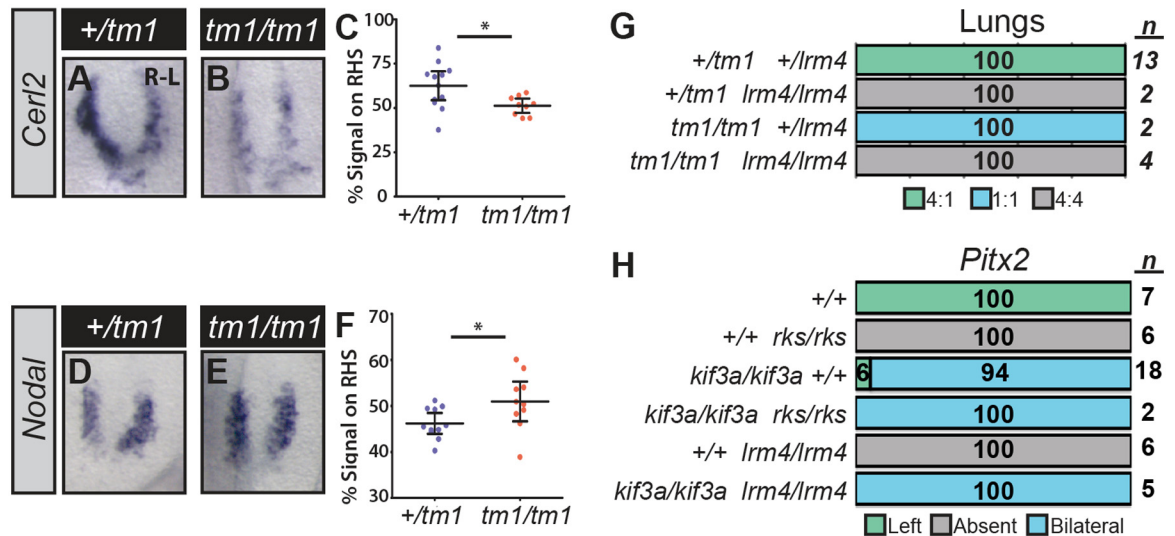 +/tm1 tm1/tm1
Cerl2
A R-L B
C
% Signal on RHS
100
75
50
25
0
+/tm1 tm1/tm1
*
Nodal
+/tm1 tm1/tm1
D E
F
% Signal on RHS
70
60
50
40
30
+/tm1 tm1/tm1
*
G Lungs n
+/tm1 +/lrm4 100 13
+/tm1 lrm4/lrm4 100 2
tm1/tm1 +/lrm4 100 2
tm1/tm1 lrm4/lrm4 100 4
4:1 1:1 4:4
H Pitx2 n
+/+ 100 7
+/+ rks/rks 100 6
kif3a/kif3a +/+ 6 94 18
kif3a/kif3a rks/rks 100 2
+/+ lrm4/lrm4 100 6
kif3a/kif3a lrm4/lrm4 100 5
Left Absent Bilateral